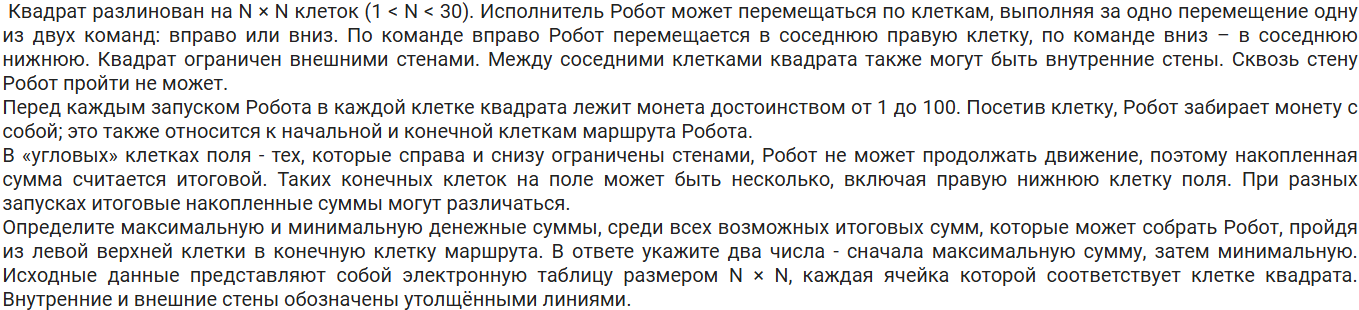 Квадрат разлинован на N × N клеток (1 < N < 30). Исполнитель Робот может перемещаться по клеткам, выполняя за одно перемещение одну
из двух команд: вправо или вниз. По команде вправо Робот перемещается в соседнюю правую клетку, по команде вниз – в соседнюю
нижнюю. Квадрат ограничен внешними стенами. Между соседними клетками квадрата также могут быть внутренние стены. Сквозь стену
Робот пройти не может.
Перед каждым запуском Робота в каждой клетке квадрата лежит монета достоинством от 1 до 100. Посетив клетку, Робот забирает монету с
собой; это также относится к начальной и конечной клеткам маршрута Робота.
В «угловых» клетках поля - тех, которые справа и снизу ограничены стенами, Робот не может продолжать движение, поэтому накопленная
сумма считается итоговой. Таких конечных клеток на поле может быть несколько, включая правую нижнюю клетку поля. При разных
запусках итоговые накопленные суммы могут различаться.
Определите максимальную и минимальную денежные суммы, среди всех возможных итоговых сумм, которые может собрать Робот, пройдя
из левой верхней клетки в конечную клетку маршрута. В ответе укажите два числа - сначала максимальную сумму, затем минимальную.
Исходные данные представляют собой электронную таблицу размером N × N, каждая ячейка которой соответствует клетке квадрата.
Внутренние и внешние стены обозначены утолщёнными линиями.